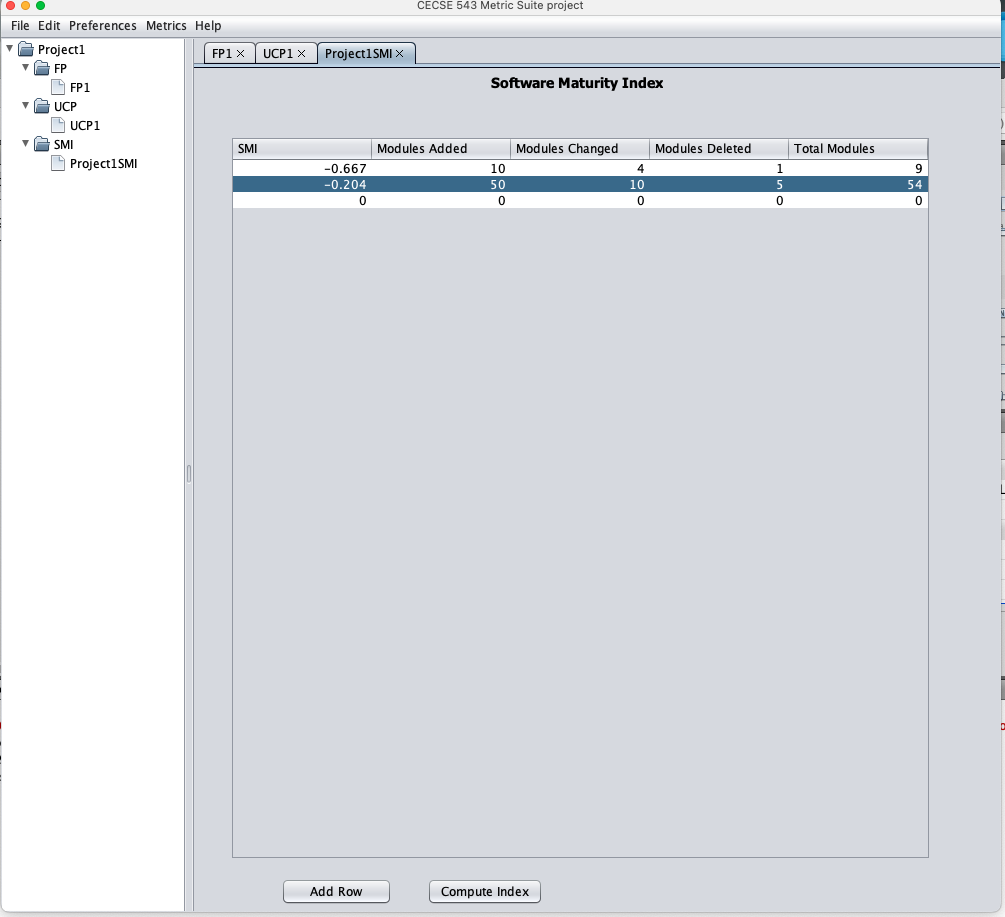 CECSE 543 Metric Suite project
File Edit Preferences Metrics Help
Project1
FP
FP1
UCP
UCP1
SMI
Project1SMI
FP1 × UCP1 × Project1SMI ×
Software Maturity Index
SMI Modules Added Modules Changed Modules Deleted Total Modules
-0.667 10 4 1 9
-0.204 50 10 5 54
0 0 0 0 0
Add Row Compute Index